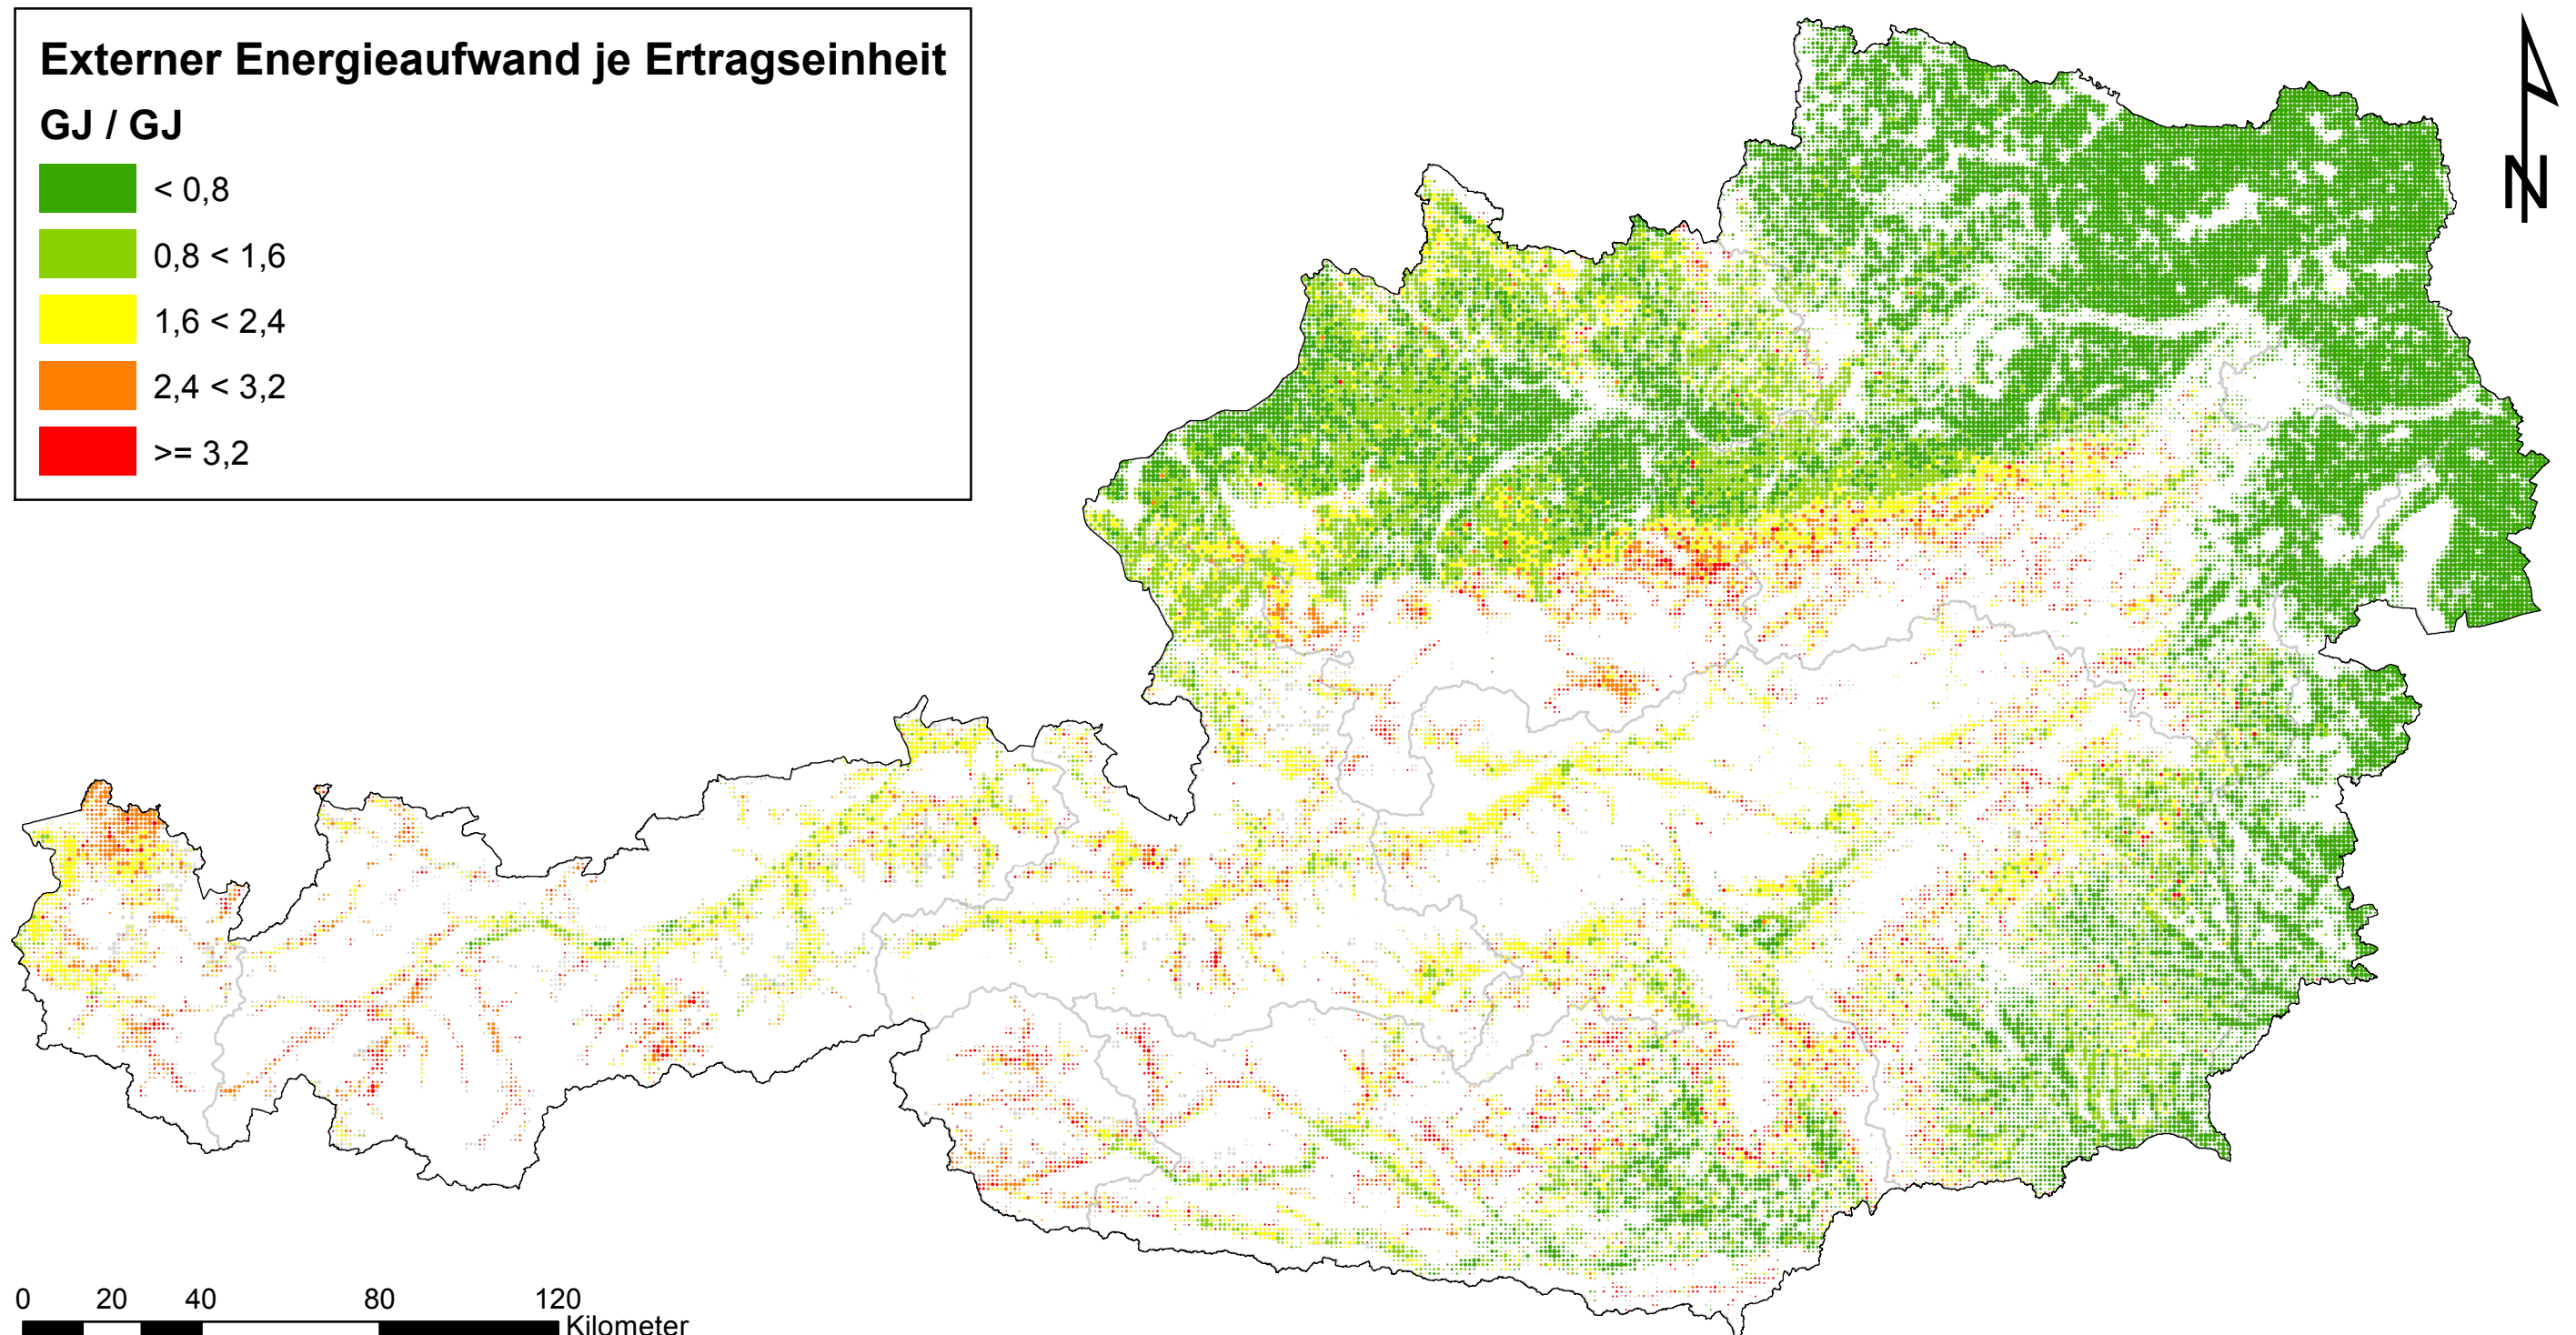 Externer Energieaufwand je Ertragseinheit
GJ / GJ
< 0,8
0,8 < 1,6
1,6 < 2,4
2,4 < 3,2
>= 3,2
N
0 20 40 80 120
Kilometer